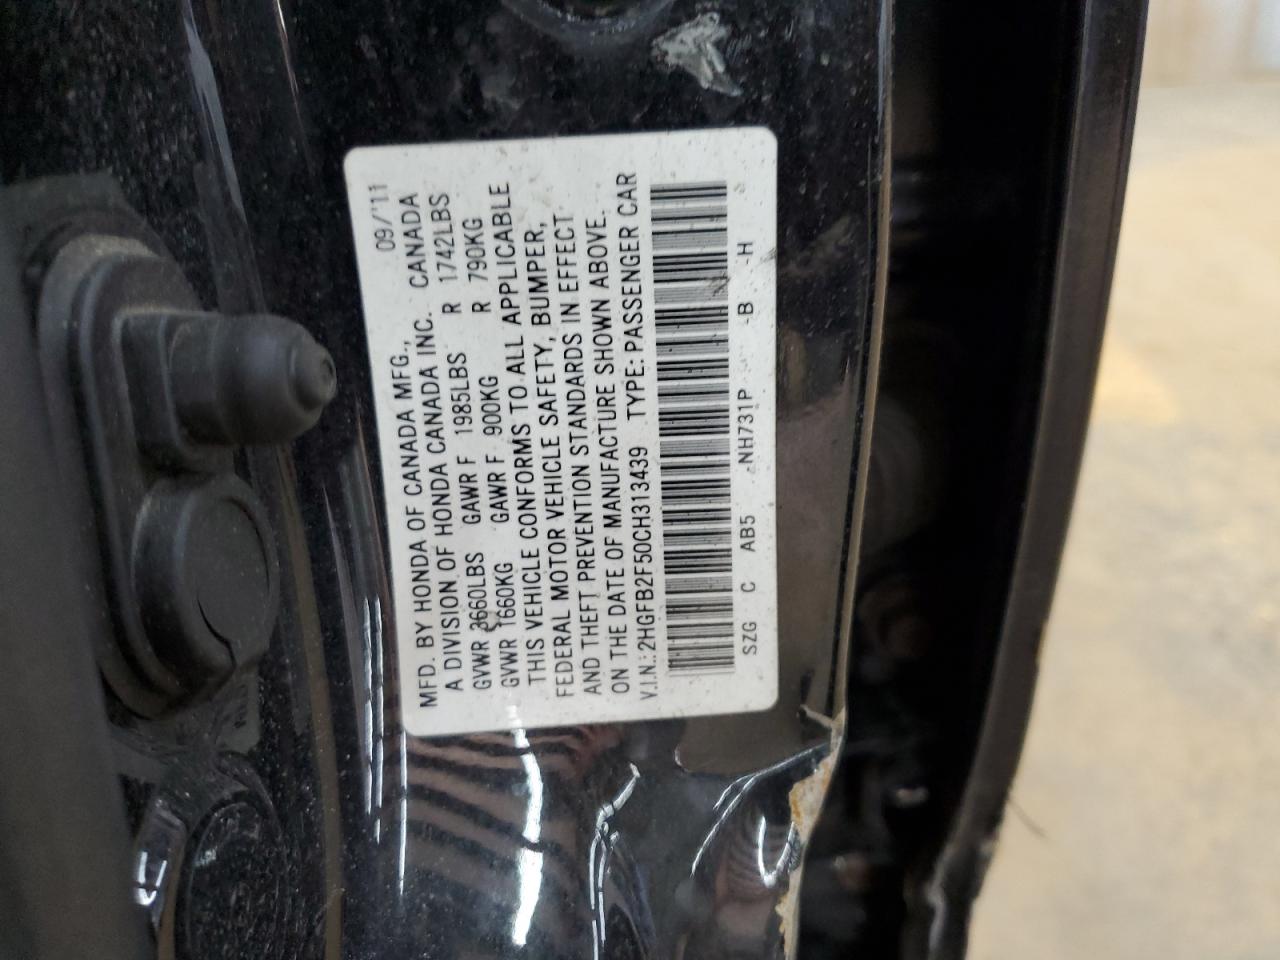 MFD. BY HONDA OF CANADA MFG., 09/'11
A DIVISION OF HONDA CANADA INC. CANADA
GVWR 3660LBS GAWR F 1985LBS R 1742LBS
GVWR 1660KG GAWR F 900KG R 790KG
THIS VEHICLE CONFORMS TO ALL APPLICABLE
FEDERAL MOTOR VEHICLE SAFETY, BUMPER,
AND THEFT PREVENTION STANDARDS IN EFFECT
ON THE DATE OF MANUFACTURE SHOWN ABOVE.
V.I.N.: 2HGFB2F50CH313439 TYPE: PASSENGER CAR
SZG C AB5 NH731P -B -H